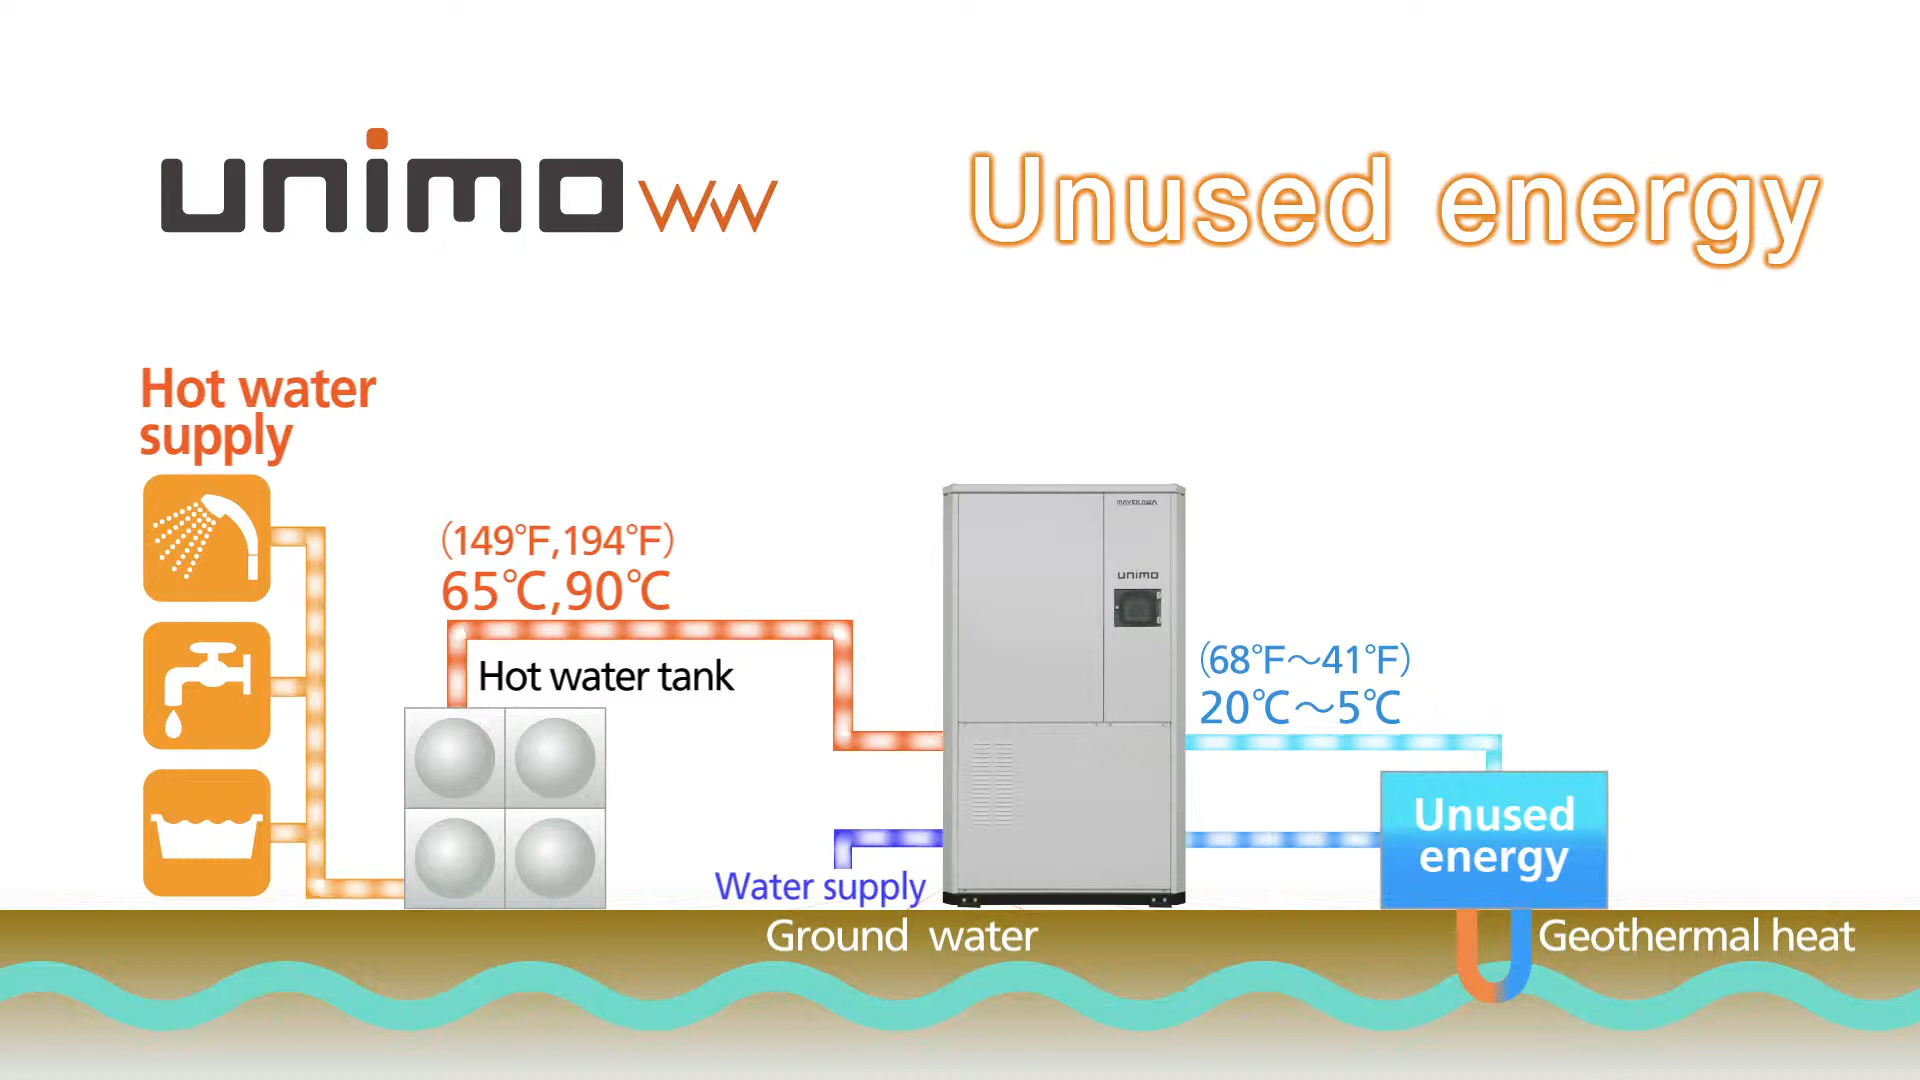 unimo ww
Unused energy
Hot water
supply
(149°F,194°F)
65℃,90℃
Hot water tank
MAYEKAWA
unimo
(68°F～41°F)
20℃～5℃
Unused
energy
Water supply
Ground water
Geothermal heat